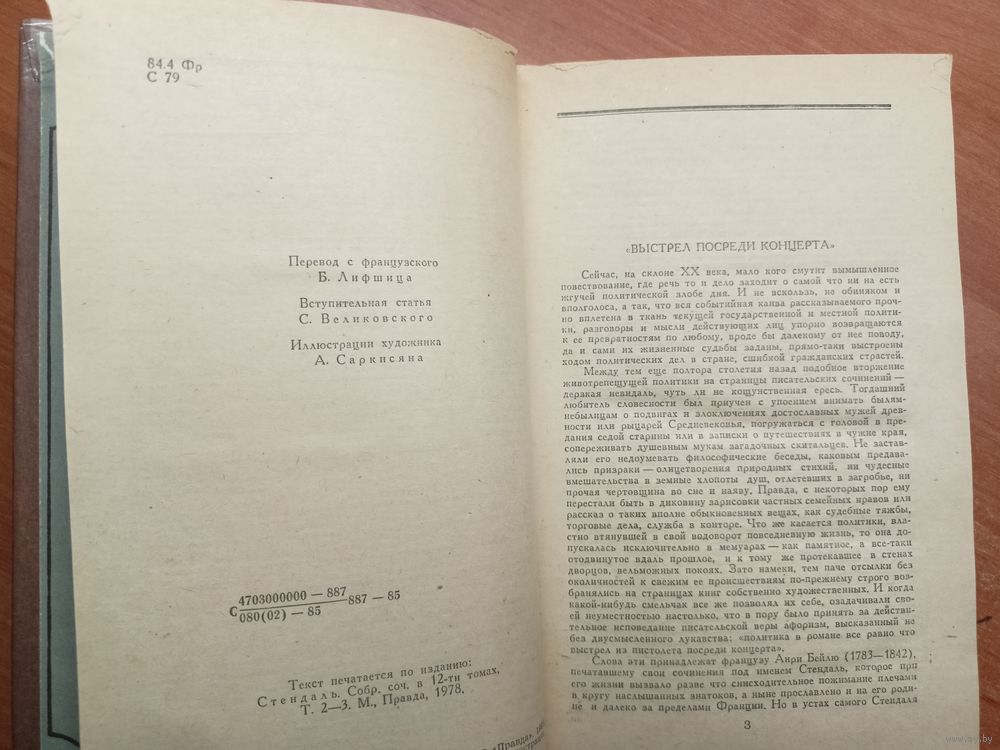 84.4 Фр
С 79
Перевод с французского
Б. Лифшица
Вступительная статья
С. Великовского
Иллюстрации художника
А. Саркисяна
С 4703000000—887
080(02)—85
887—85
Текст печатается по изданию:
Стендаль. Собр. соч. в 12-ти томах,
Т. 2—3. М., Правда, 1978.
«Правда»,
«ВЫСТРЕЛ ПОСРЕДИ КОНЦЕРТА»
Сейчас, на склоне XX века, мало кого смутит вымышленное
повествование, где речь то и дело заходит о самой что ни на есть
жгучей политической злобе дня. И не вскользь, не обиняком и
вполголоса, а так, что вся событийная канва рассказываемого проч-
но вплетена в ткань текущей государственной и местной полити-
ки, разговоры и мысли действующих лиц упорно возвращаются
к ее превратностям по любому, вроде бы далекому от нее поводу,
да и сами их жизненные судьбы заданы, прямо-таки выстроены
ходом политических дел в стране, сшибкой гражданских страстей.
Между тем еще полтора столетия назад подобное вторжение
животрепещущей политики на страницы писательских сочинений —
дерзкая невидаль, чуть ли не кощунственная ересь. Тогдашний
любитель словесности был приучен с упоением внимать былям-
небылицам о подвигах и злоключениях достославных мужей древ-
ности или рыцарей Средневековья, погружаться с головой в пре-
дания седой старины или в записки о путешествиях в чужие края,
сопереживать душевным мукам загадочных скитальцев. Не застав-
ляли его недоумевать философические беседы, каковым предава-
лись призраки — олицетворения природных стихий, ни чудесные
вмешательства в земные хлопоты душ, отлетевших в загробье, ни
прочая чертовщина во сне и наяву. Правда, с некоторых пор ему
перестали быть в диковину зарисовки частных семейных нравов или
рассказ о таких вполне обыкновенных вещах, как судебные тяжбы,
торговые дела, служба в конторе. Что же касается политики, вла-
стно втянувшей в свой водоворот повседневную жизнь, то она до-
пускалась исключительно в мемуарах — как памятное, а все-таки
отодвинутое вдаль прошлое, и к тому же протекавшее в стенах
дворцов, вельможных покоях. Зато намеки, тем паче отсылки без
околичностей к свежим ее происшествиям по-прежнему строго воз-
бранялись на страницах книг собственно художественных. И когда
какой-нибудь смельчак все же позволял их себе, озадачивали сво-
ей неуместностью настолько, что в пору было принять за действи-
тельное исповедание писательской веры афоризм, высказанный не
без двусмысленного лукавства: «политика в романе все равно что
выстрел из пистолета посреди концерта».
Слова эти принадлежат французу Анри Бейлю (1783—1842),
печатавшему свои сочинения под именем Стендаль, которое при
его жизни вызвало разве что снисходительное пожимание плечами
в кругу наслышанных знатоков, а ныне прославлено и на его роди-
не и далеко за пределами Франции. Но в устах самого Стендаля
3
www.ay.by